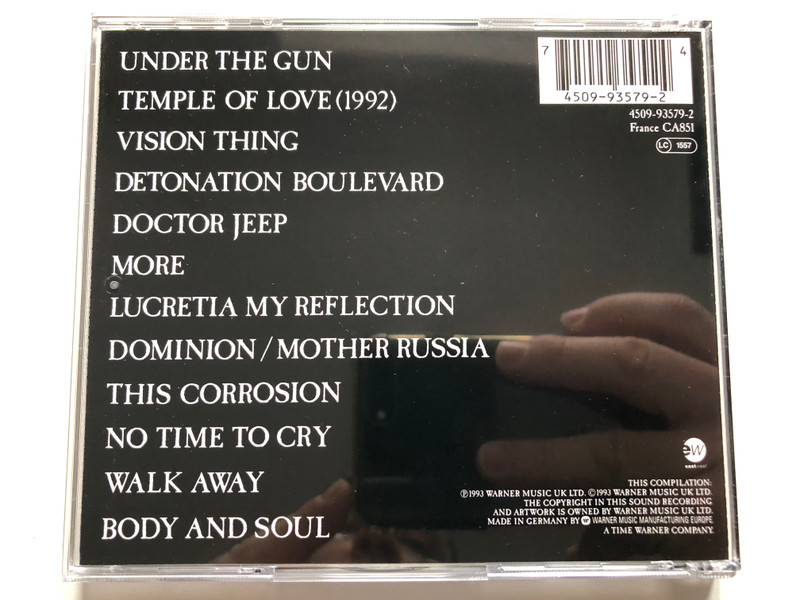 UNDER THE GUN
TEMPLE OF LOVE (1992)
VISION THING
DETONATION BOULEVARD
DOCTOR JEEP
MORE
LUCRETIA MY REFLECTION
DOMINION / MOTHER RUSSIA
THIS CORROSION
NO TIME TO CRY
WALK AWAY
BODY AND SOUL
7 4
4509-93579-2
4509-93579-2
France CA851
LC 1557
ew
eastwest
THIS COMPILATION:
℗1993 WARNER MUSIC UK LTD. ©1993 WARNER MUSIC UK LTD.
THE COPYRIGHT IN THIS SOUND RECORDING
AND ARTWORK IS OWNED BY WARNER MUSIC UK LTD.
MADE IN GERMANY BY WARNER MUSIC MANUFACTURING EUROPE.
A TIME WARNER COMPANY.